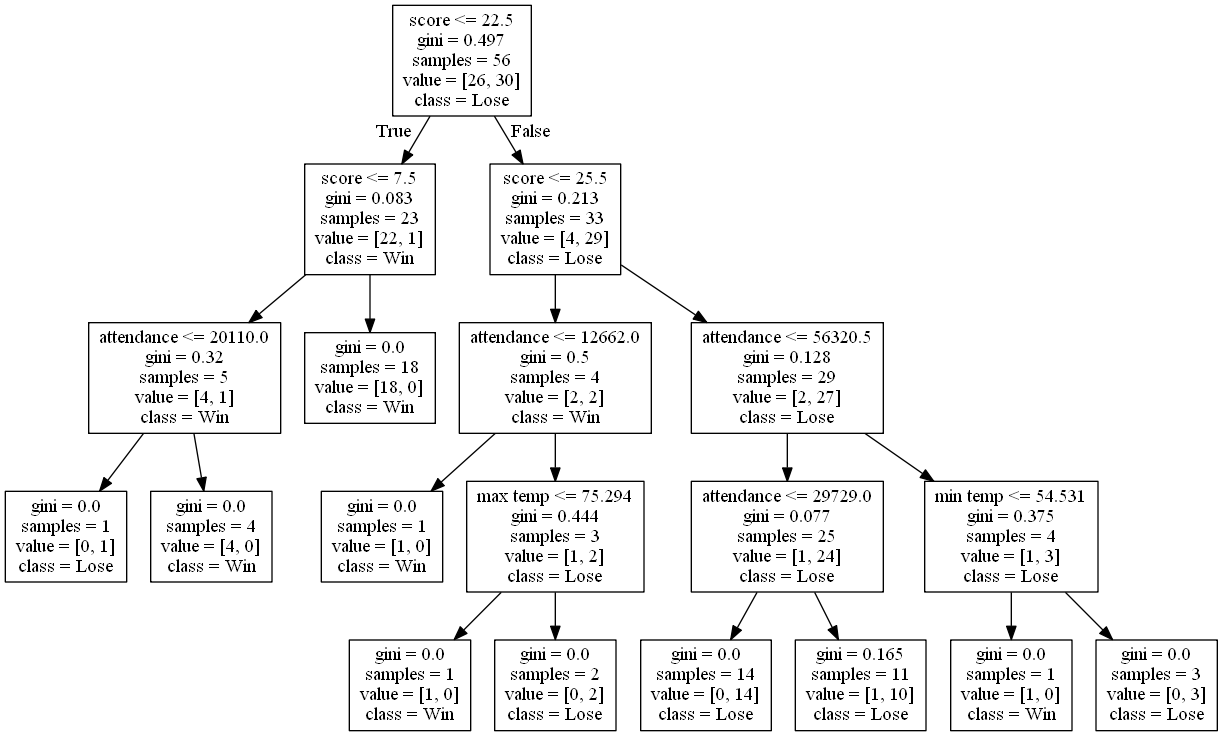 score <= 22.5
gini = 0.497
samples = 56
value = [26, 30]
class = Lose
True
False
score <= 7.5
gini = 0.083
samples = 23
value = [22, 1]
class = Win
score <= 25.5
gini = 0.213
samples = 33
value = [4, 29]
class = Lose
attendance <= 20110.0
gini = 0.32
samples = 5
value = [4, 1]
class = Win
gini = 0.0
samples = 18
value = [18, 0]
class = Win
attendance <= 12662.0
gini = 0.5
samples = 4
value = [2, 2]
class = Win
attendance <= 56320.5
gini = 0.128
samples = 29
value = [2, 27]
class = Lose
gini = 0.0
samples = 1
value = [0, 1]
class = Lose
gini = 0.0
samples = 4
value = [4, 0]
class = Win
gini = 0.0
samples = 1
value = [1, 0]
class = Win
max temp <= 75.294
gini = 0.444
samples = 3
value = [1, 2]
class = Lose
attendance <= 29729.0
gini = 0.077
samples = 25
value = [1, 24]
class = Lose
min temp <= 54.531
gini = 0.375
samples = 4
value = [1, 3]
class = Lose
gini = 0.0
samples = 1
value = [1, 0]
class = Win
gini = 0.0
samples = 2
value = [0, 2]
class = Lose
gini = 0.0
samples = 14
value = [0, 14]
class = Lose
gini = 0.165
samples = 11
value = [1, 10]
class = Lose
gini = 0.0
samples = 1
value = [1, 0]
class = Win
gini = 0.0
samples = 3
value = [0, 3]
class = Lose